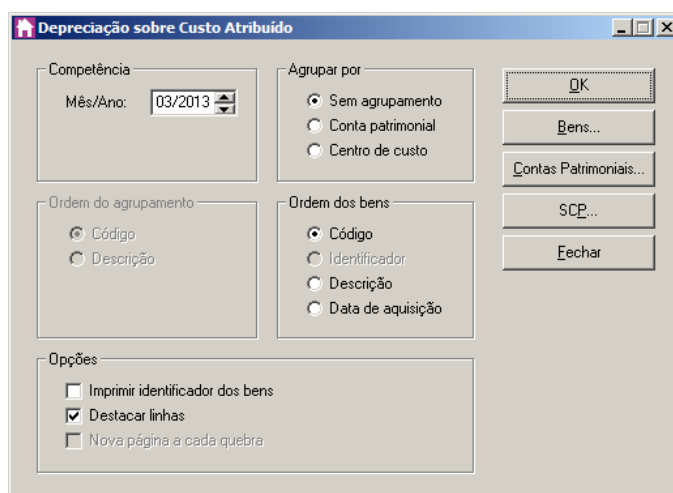 Depreciação sobre Custo Atribuído
Competência
Mês/Ano: 03/2013
Agrupar por
Sem agrupamento
Conta patrimonial
Centro de custo
Ordem do agrupamento
Código
Descrição
Ordem dos bens
Código
Identificador
Descrição
Data de aquisição
Opções
Imprimir identificador dos bens
Destacar linhas
Nova página a cada quebra
OK
Bens...
Contas Patrimoniais...
SCP...
Fechar